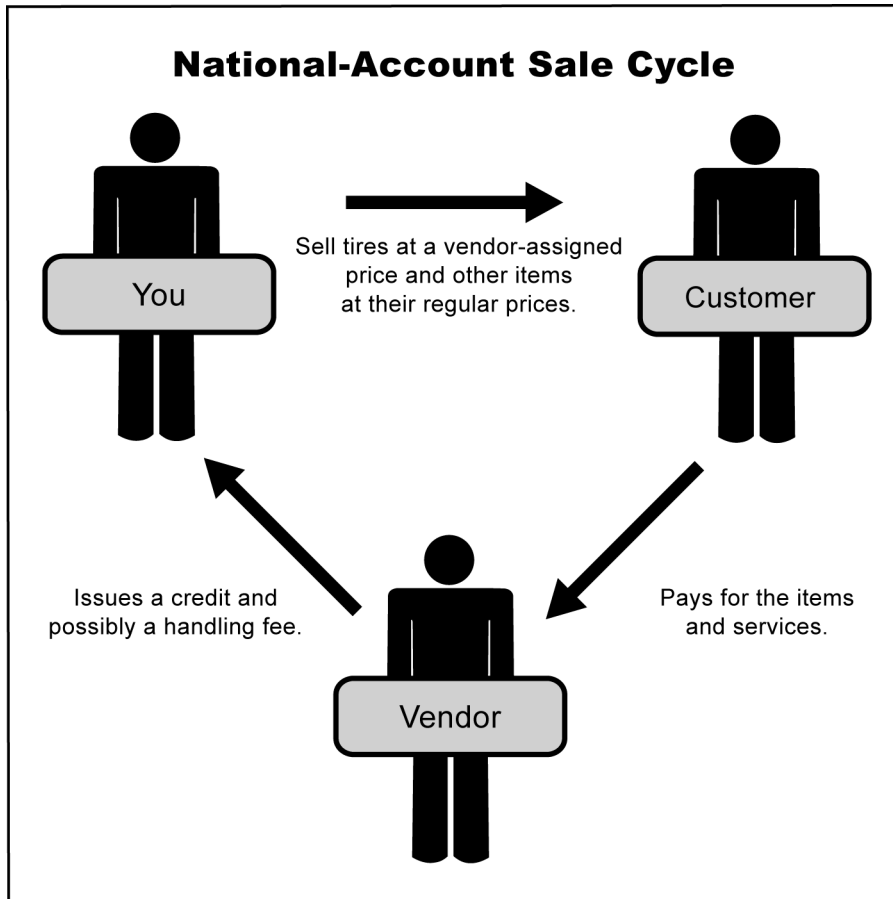 National-Account Sale Cycle
You
Sell tires at a vendor-assigned
price and other items
at their regular prices.
Customer
Issues a credit and
possibly a handling fee.
Pays for the items
and services.
Vendor